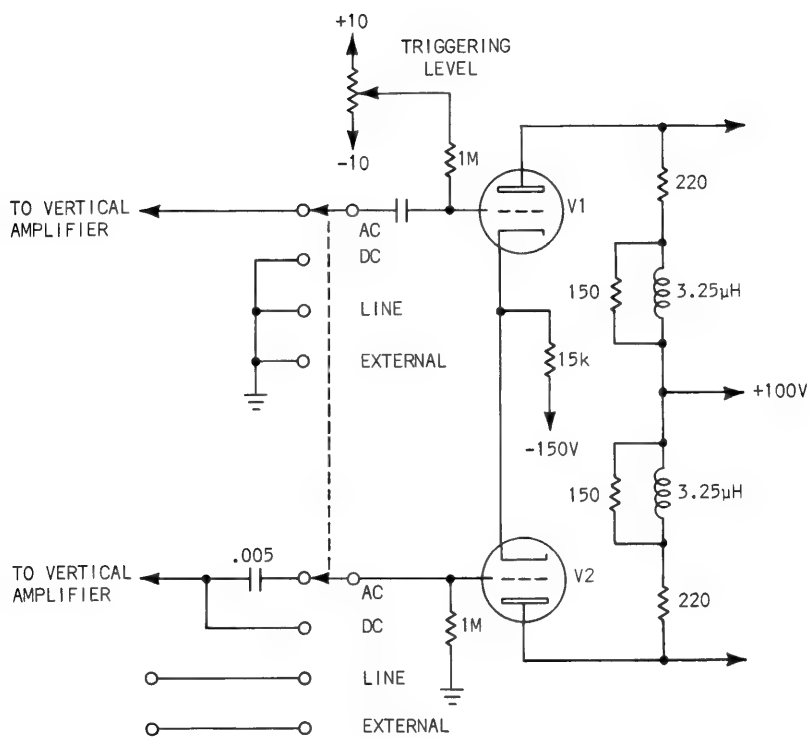 +10
TRIGGERING
LEVEL
-10
1M
220
TO VERTICAL
AMPLIFIER
V1
AC
DC
150
3.25µH
LINE
EXTERNAL
15k
+100V
-150V
150
3.25µH
.005
TO VERTICAL
AMPLIFIER
V2
AC
DC
1M
220
LINE
EXTERNAL